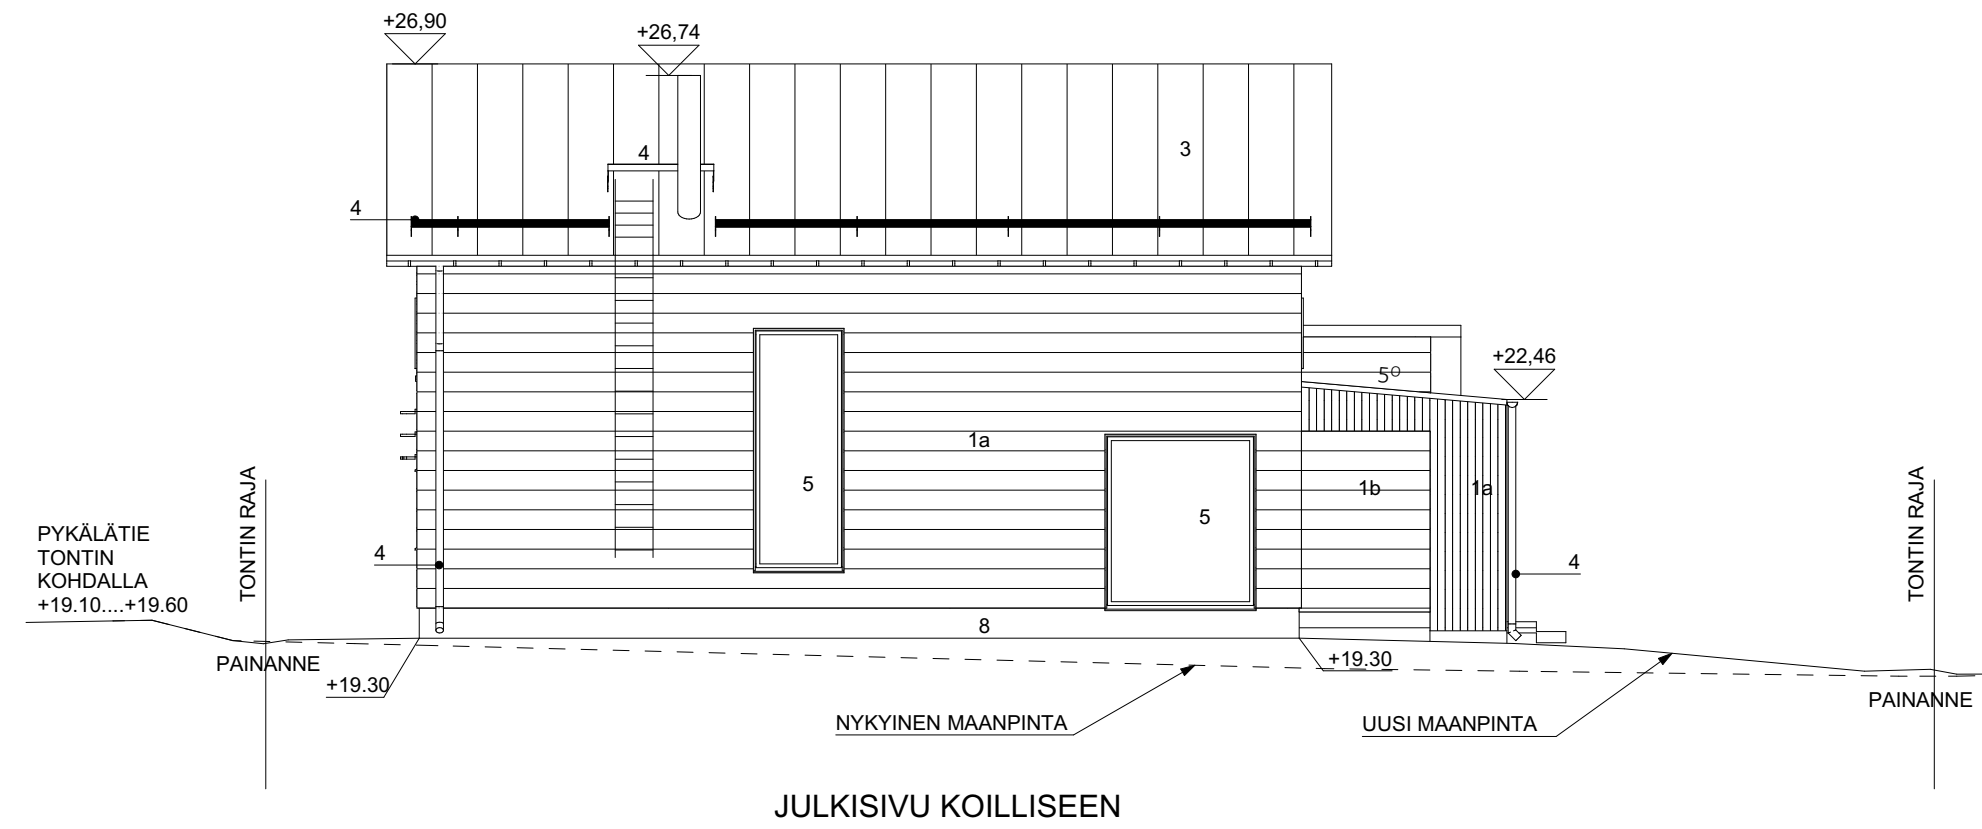 +26,90
+26,74
3
4
4
+22,46
5º
1a
5
5
1b
1a
TONTIN RAJA
TONTIN RAJA
PYKÄLÄTIE
TONTIN
KOHDALLA
+19.10....+19.60
4
4
8
PAINANNE
+19.30
+19.30
PAINANNE
NYKYINEN MAANPINTA
UUSI MAANPINTA
JULKISIVU KOILLISEEN